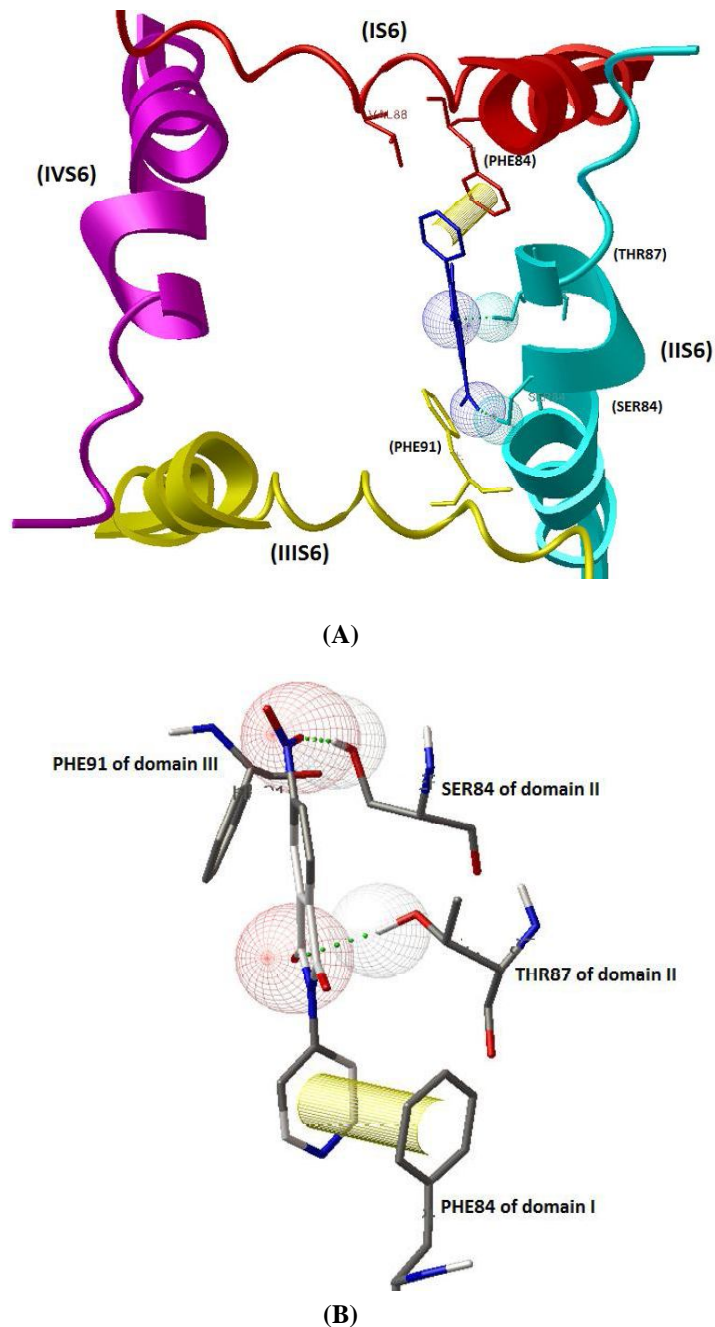 (IS6)
VAL88
(PHE84)
(IVS6)
(THR87)
(IIS6)
(SER84)
(PHE91)
(IIIS6)
(A)
PHE91 of domain III
SER84 of domain II
THR87 of domain II
PHE84 of domain I
(B)